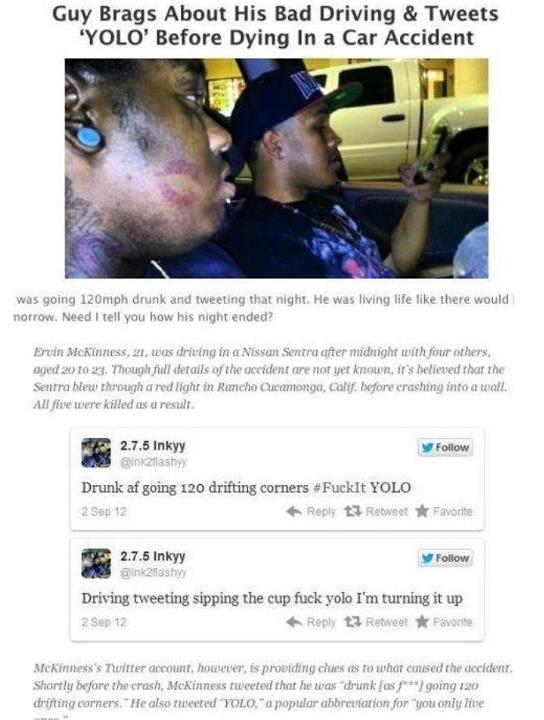 Guy Brags About His Bad Driving & Tweets
‘YOLO’ Before Dying In a Car Accident
was going 120mph drunk and tweeting that night. He was living life like there would
morrow. Need I tell you how his night ended?
Ervin McKinness, 21, was driving in a Nissan Sentra after midnight with four others,
aged 20 to 23. Though full details of the accident are not yet known, it's believed that the
Sentra blew through a red light in Rancho Cucamonga, Calif. before crashing into a wall.
All five were killed as a result.
2.7.5 Inkyy
Follow
@ink2flashyy
Drunk af going 120 drifting corners #FuckIt YOLO
2 Sep 12
Reply Retweet Favorite
2.7.5 Inkyy
Follow
@ink2flashyy
Driving tweeting sipping the cup fuck yolo I'm turning it up
2 Sep 12
Reply Retweet Favorite
McKinness's Twitter account, however, is providing clues as to what caused the accident.
Shortly before the crash, McKinness tweeted that he was "drunk [as f***] going 120
drifting corners." He also tweeted "YOLO," a popular abbreviation for "you only live